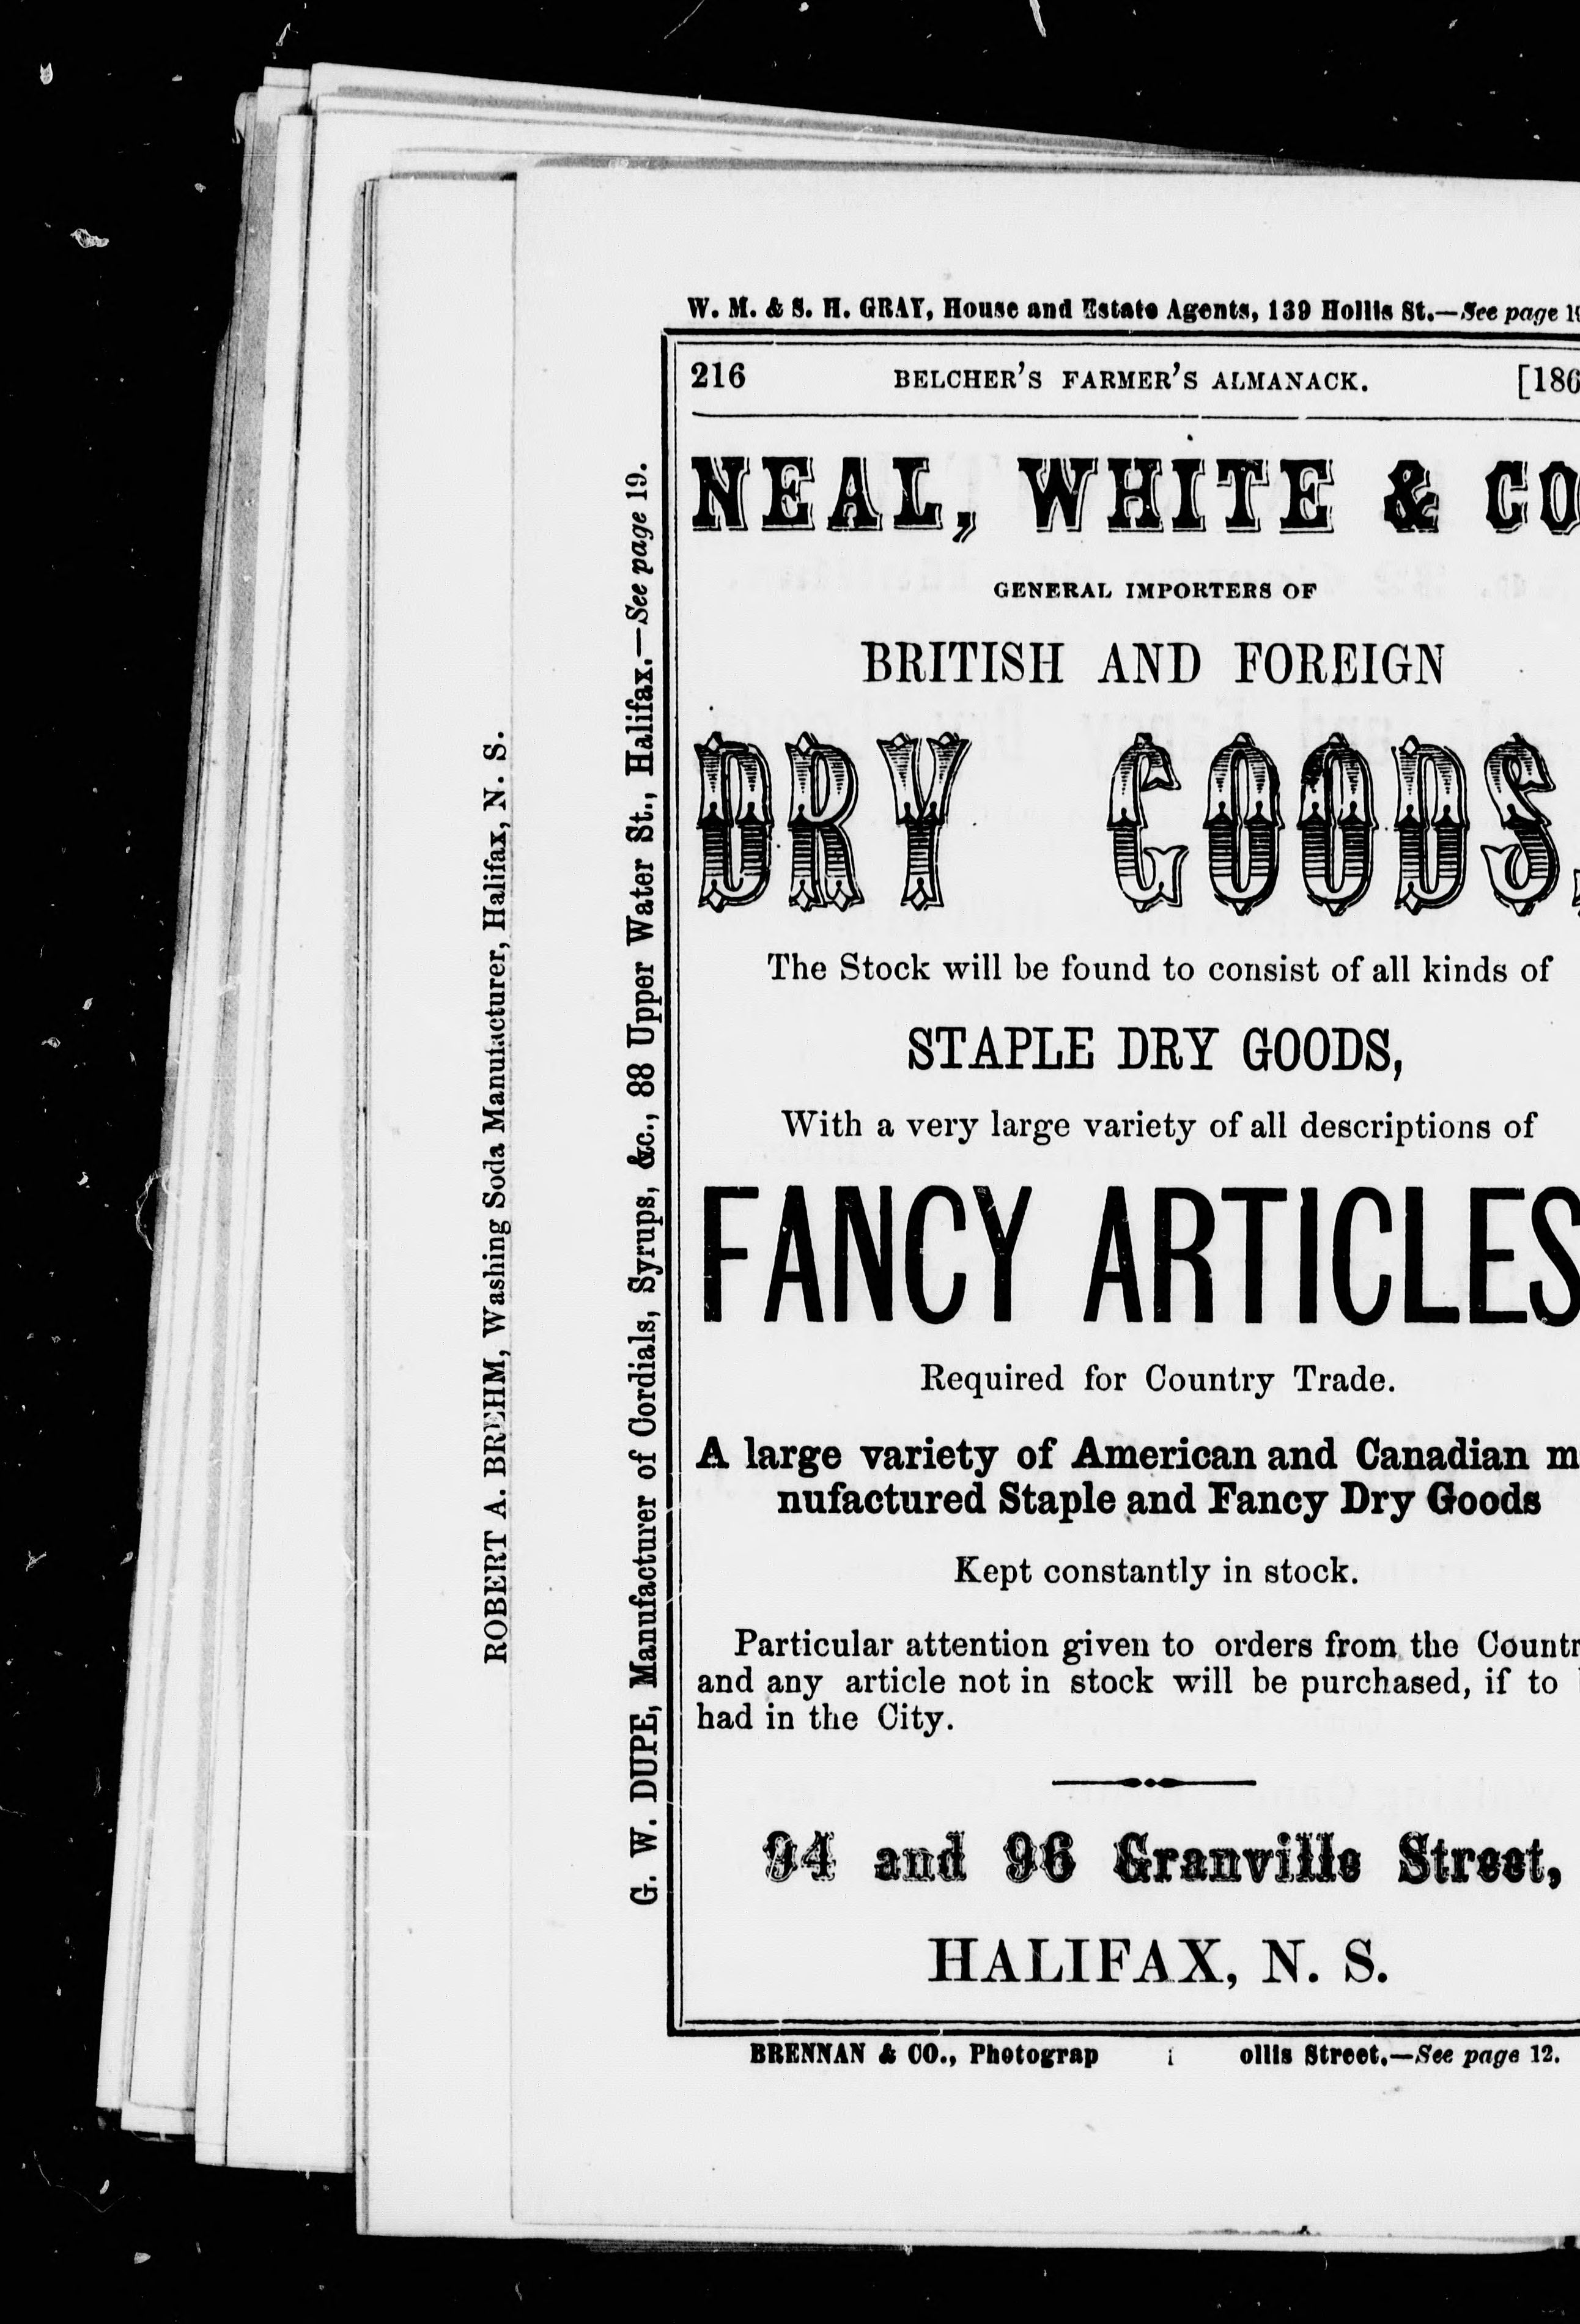 W. M. & S. H. GRAY, House and Estate Agents, 139 Hollis St.—See page
216 BELCHER'S FARMER'S ALMANACK. [186
NEAL, WHITE & CO
GENERAL IMPORTERS OF
BRITISH AND FOREIGN
DRY GOODS,
The Stock will be found to consist of all kinds of
STAPLE DRY GOODS,
With a very large variety of all descriptions of
FANCY ARTICLES
Required for Country Trade.
A large variety of American and Canadian m
nufactured Staple and Fancy Dry Goods
Kept constantly in stock.
Particular attention given to orders from the Countr
and any article not in stock will be purchased, if to
had in the City.
94 and 96 Granville Street,
HALIFAX, N. S.
BRENNAN & CO., Photograp ollis Street.—See page 12.
G. W. DUPE, Manufacturer of Cordials, Syrups, &c., 88 Upper Water St., Halifax.—See page 19.
ROBERT A. BREHM, Washing Soda Manufacturer, Halifax, N. S.